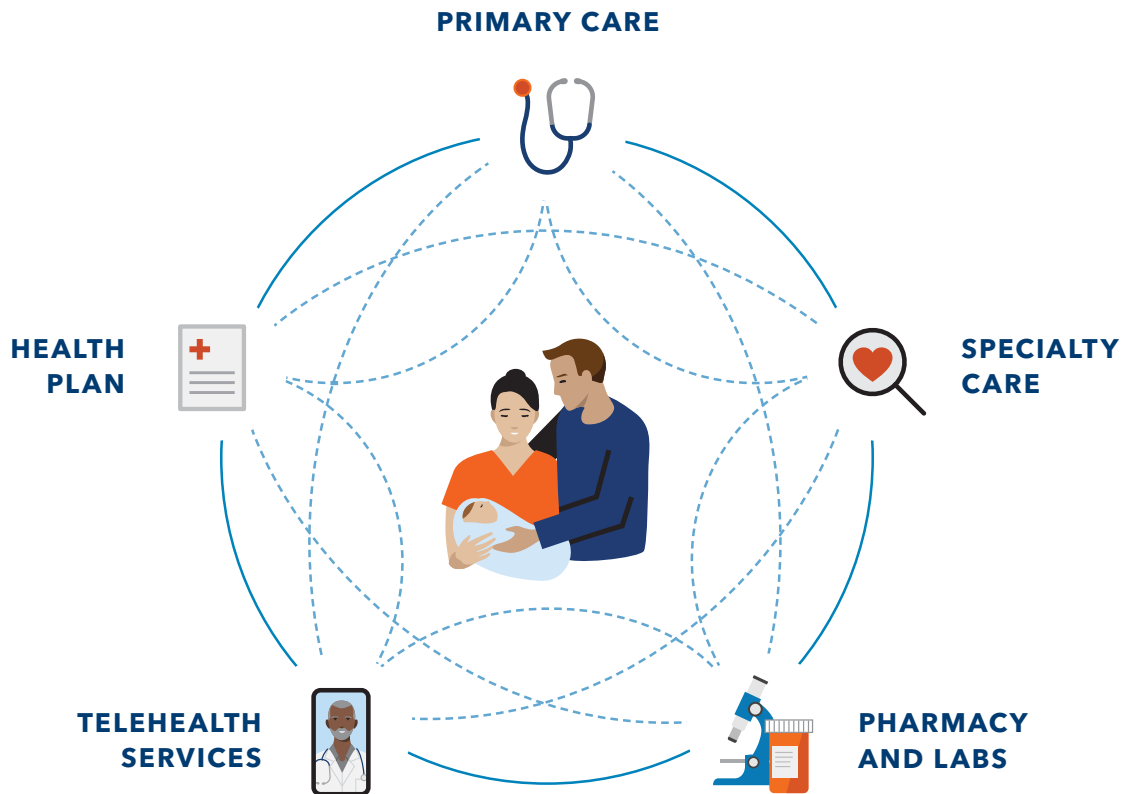 PRIMARY CARE
HEALTH
PLAN
SPECIALTY
CARE
TELEHEALTH
SERVICES
PHARMACY
AND LABS